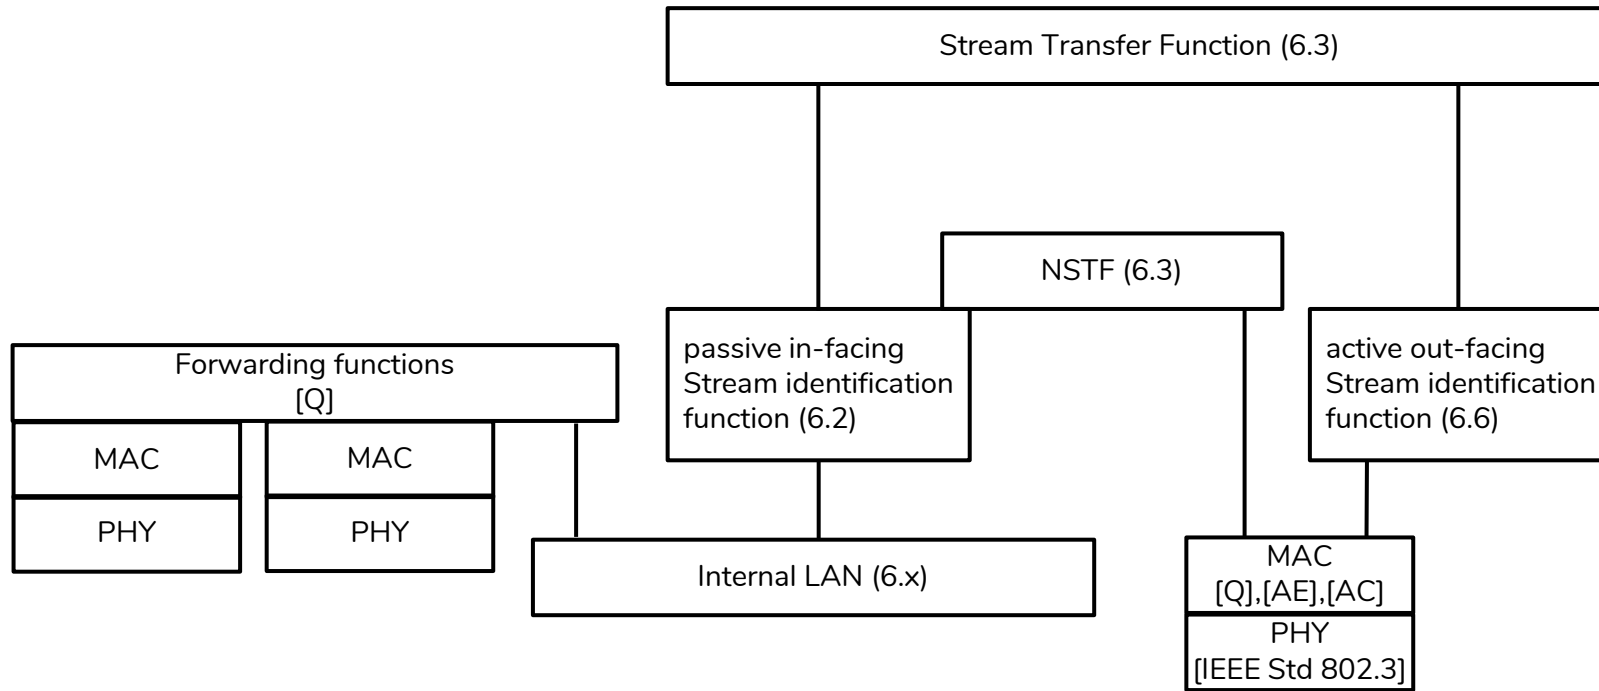 Stream Transfer Function (6.3)
NSTF (6.3)
passive in-facing
Stream identification
function (6.2)
active out-facing
Stream identification
function (6.6)
Forwarding functions
[Q]
MAC
MAC
PHY
PHY
Internal LAN (6.x)
MAC
[Q],[AE],[AC]
PHY
[IEEE Std 802.3]